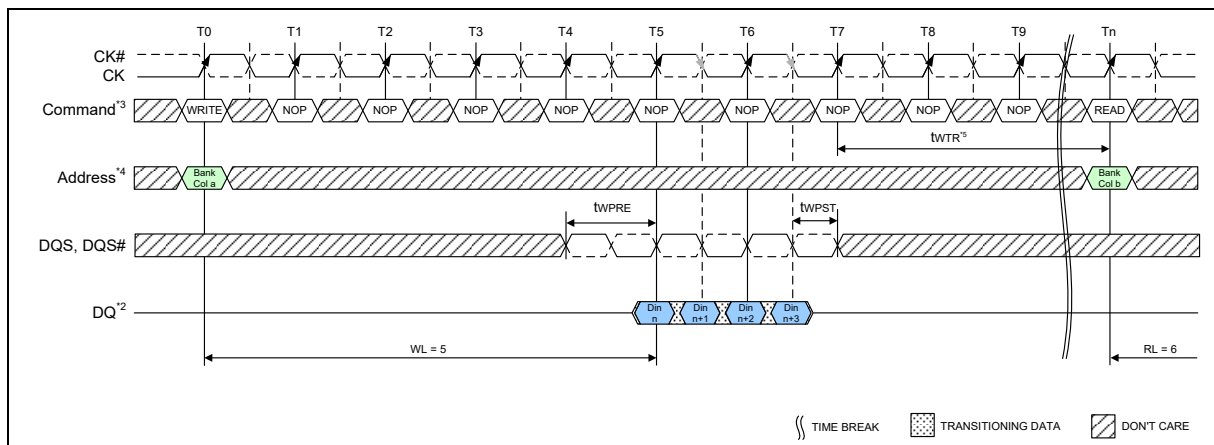 T0 T1 T2 T3 T4 T5 T6 T7 T8 T9 Tn
CK#
CK
Command*3 WRITE NOP NOP NOP NOP NOP NOP NOP NOP NOP READ
tWTR*5
Address*4 Bank Col a Bank Col b
tWPRE tWPST
DQS, DQS#
DQ*2 Din n Din n+1 Din n+2 Din n+3
WL = 5 RL = 6
TIME BREAK TRANSITIONING DATA DON'T CARE